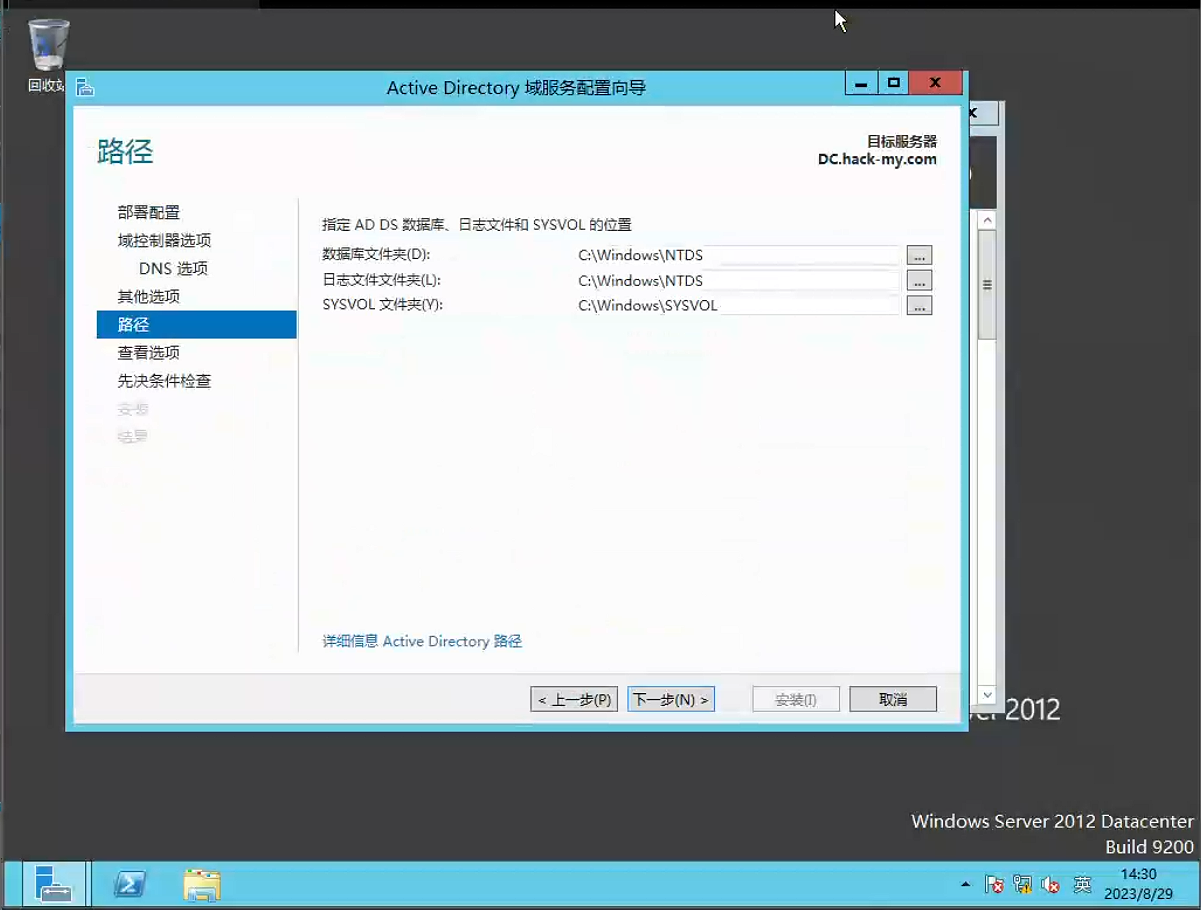 回收站
Active Directory 域服务配置向导
路径
目标服务器
DC.hack-my.com
部署配置
域控制器选项
DNS 选项
其他选项
路径
查看选项
先决条件检查
安装
结果
指定 AD DS 数据库、日志文件和 SYSVOL 的位置
数据库文件夹(D): C:\Windows\NTDS ...
日志文件文件夹(L): C:\Windows\NTDS ...
SYSVOL 文件夹(Y): C:\Windows\SYSVOL ...
详细信息 Active Directory 路径
< 上一步(P) 下一步(N) > 安装(I) 取消
2012
Windows Server 2012 Datacenter
Build 9200
英
14:30
2023/8/29